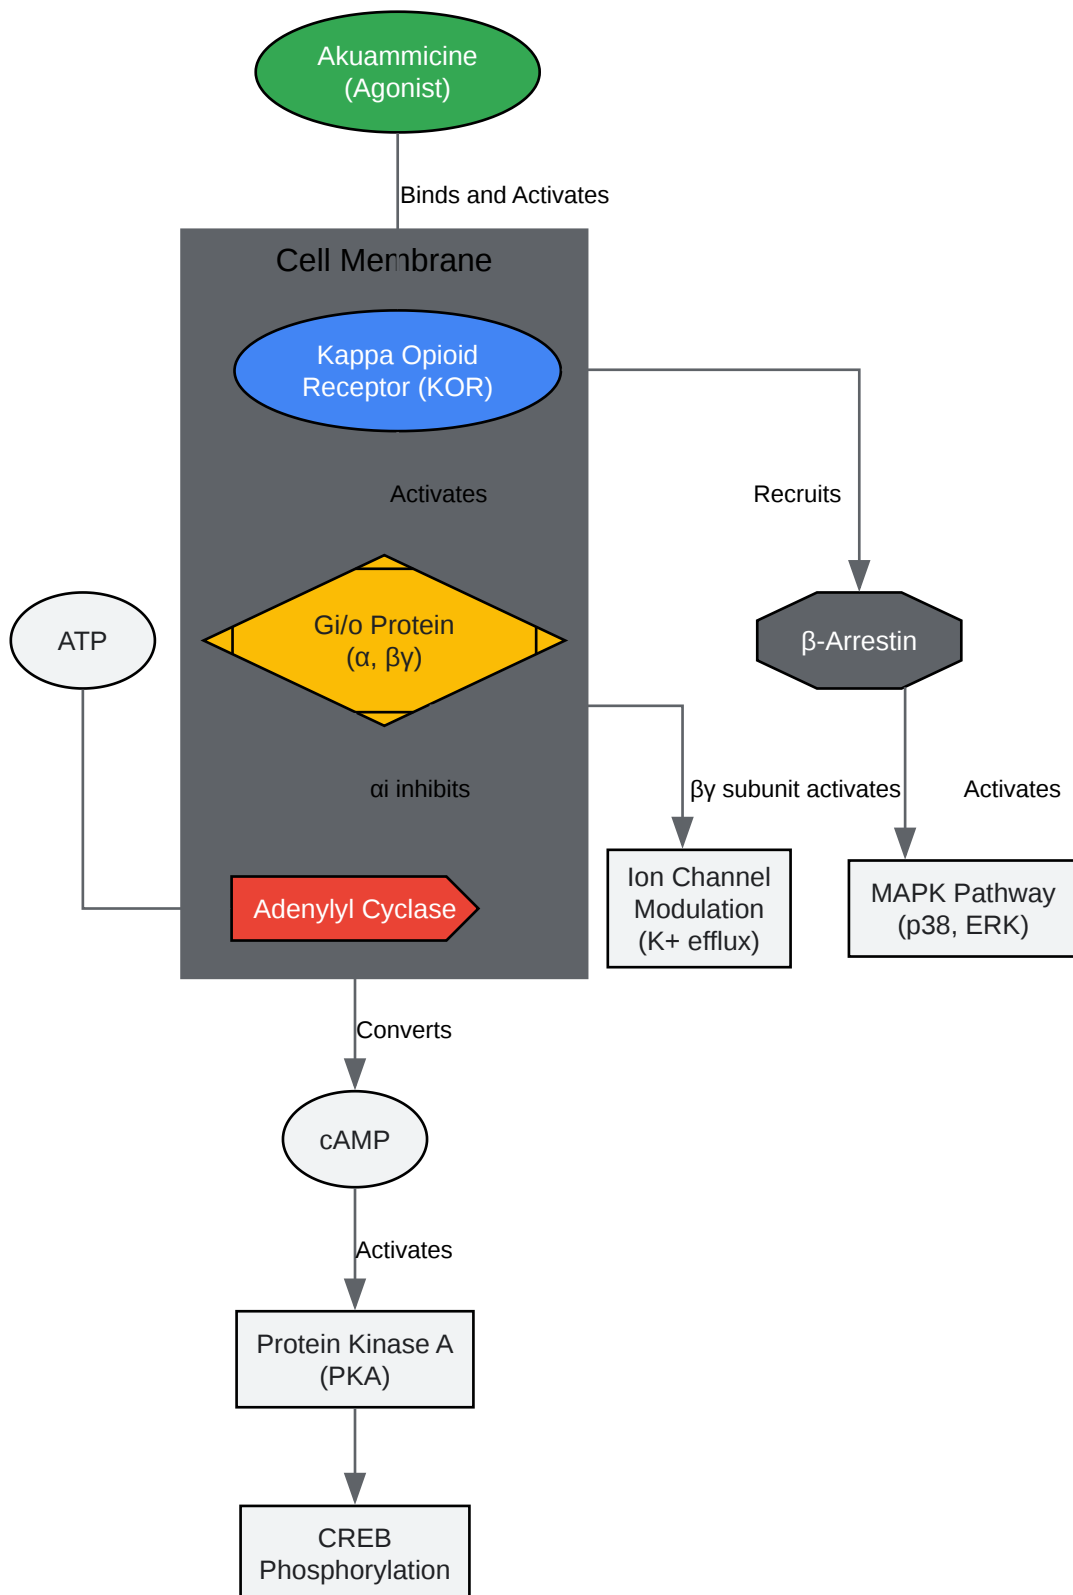 Akuammicine
(Agonist)
Binds and Activates
Cell Membrane
Kappa Opioid
Receptor (KOR)
Activates
Recruits
ATP
Gi/o Protein
(α, βγ)
β-Arrestin
αi inhibits
βγ subunit activates
Activates
Adenylyl Cyclase
Ion Channel
Modulation
(K+ efflux)
MAPK Pathway
(p38, ERK)
Converts
cAMP
Activates
Protein Kinase A
(PKA)
CREB
Phosphorylation